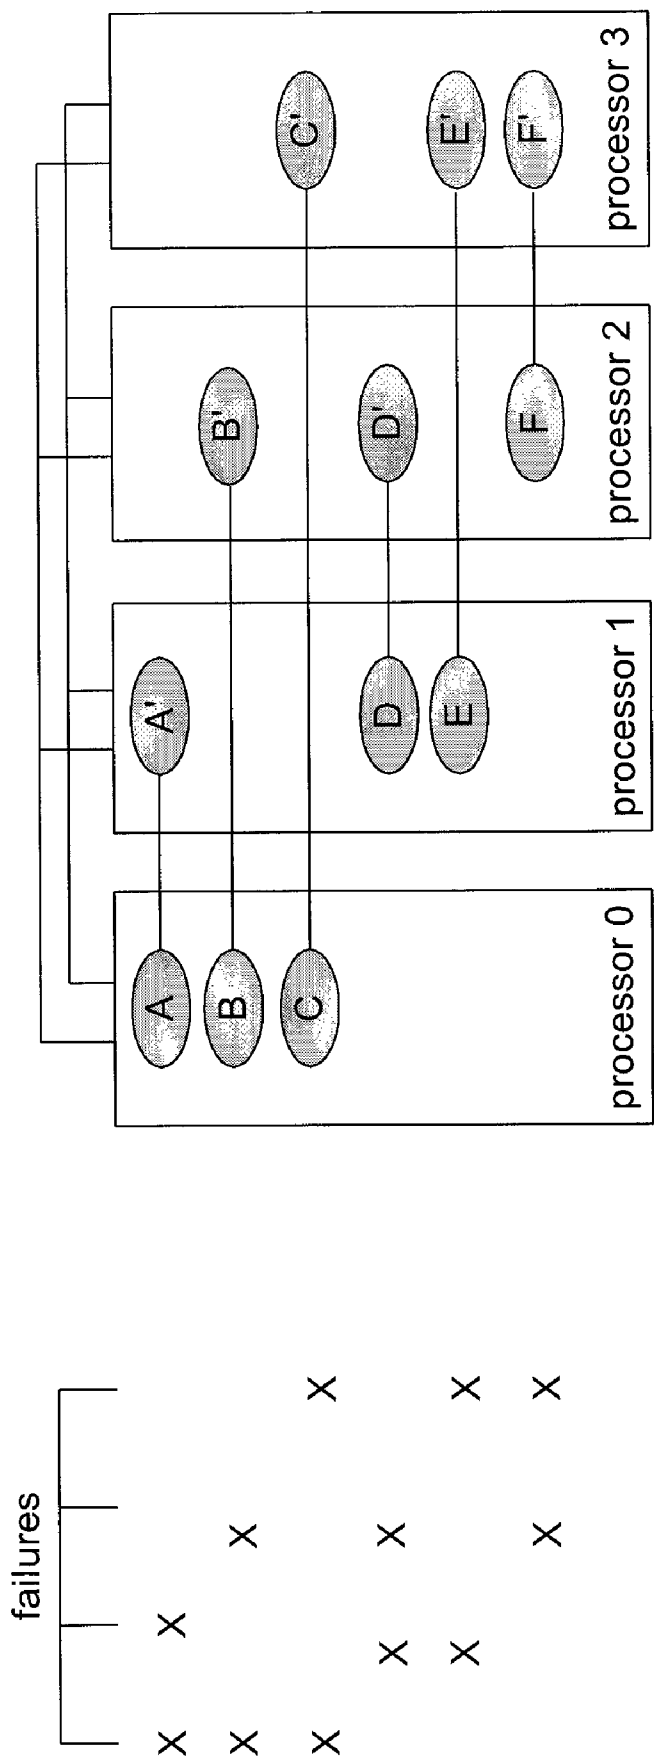 failures
X X A A'
X X B B'
X X C C'
X X D D'
X X E E'
X X F F'
processor 0 processor 1 processor 2 processor 3